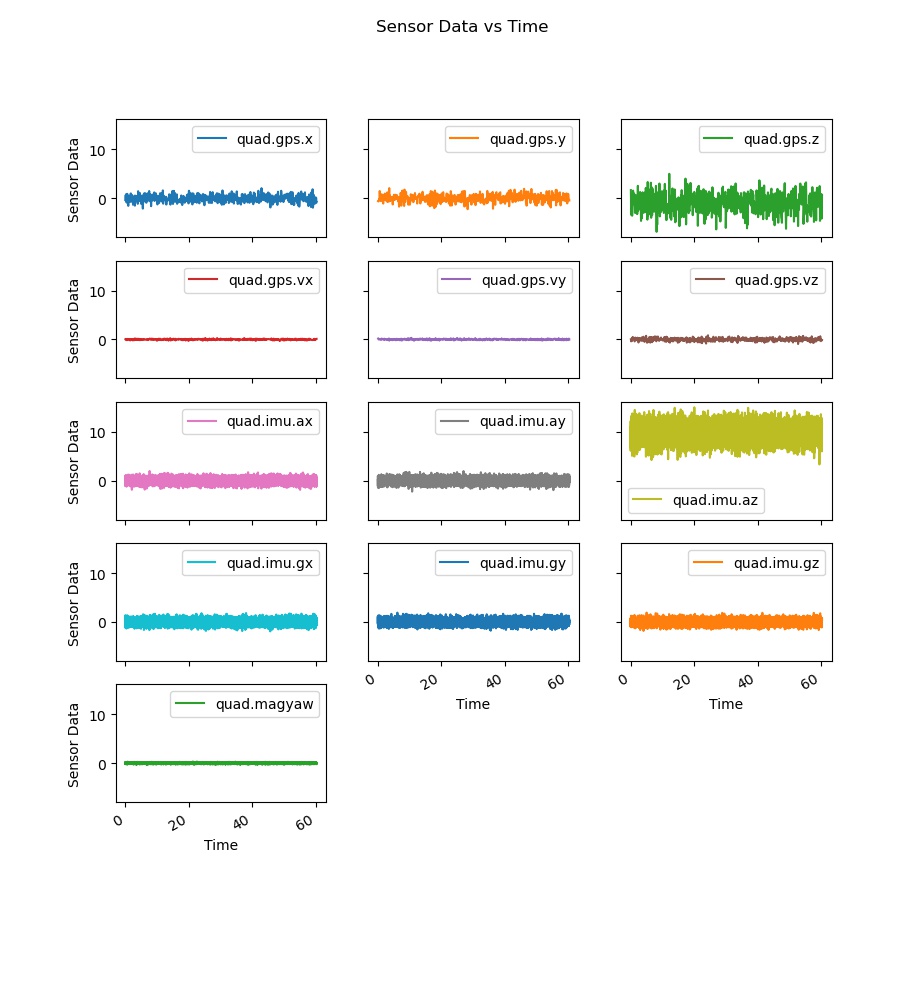 Sensor Data vs Time
Sensor Data
10
0
quad.gps.x
quad.gps.y
quad.gps.z
Sensor Data
10
0
quad.gps.vx
quad.gps.vy
quad.gps.vz
Sensor Data
10
0
quad.imu.ax
quad.imu.ay
quad.imu.az
Sensor Data
10
0
quad.imu.gx
quad.imu.gy
quad.imu.gz
0 20 40 60
Time
0 20 40 60
Time
Sensor Data
10
0
quad.magyaw
0 20 40 60
Time